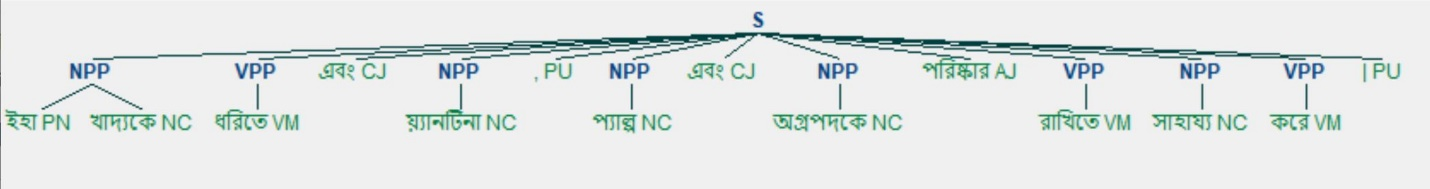 S
NPP VPP এবং CJ NPP , PU NPP এবং CJ NPP পরিষ্কার AJ VPP NPP VPP | PU
ইহা PN খাদ্যকে NC ধরিতে VM য়্যানটিনা NC প্যাল্প NC অগ্রপদকে NC রাখিতে VM সাহায্য NC করে VM